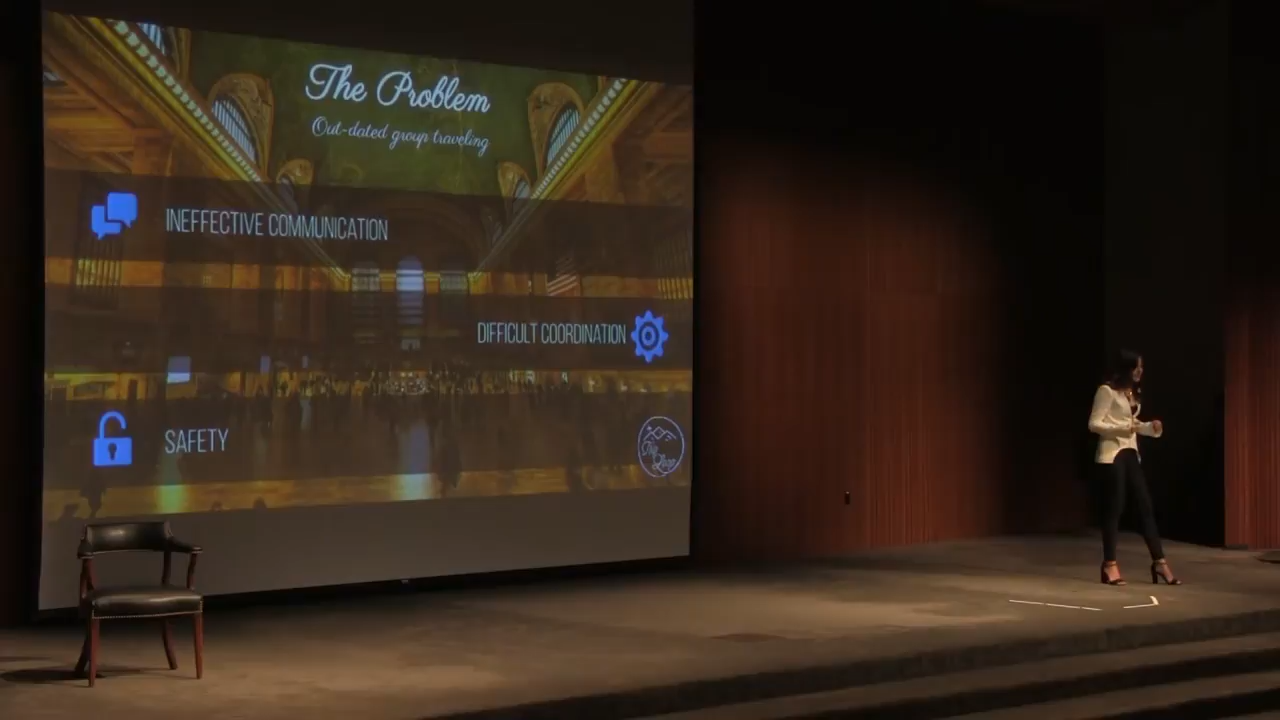 The Problem
Out-dated group traveling
INEFFECTIVE COMMUNICATION
DIFFICULT COORDINATION
SAFETY